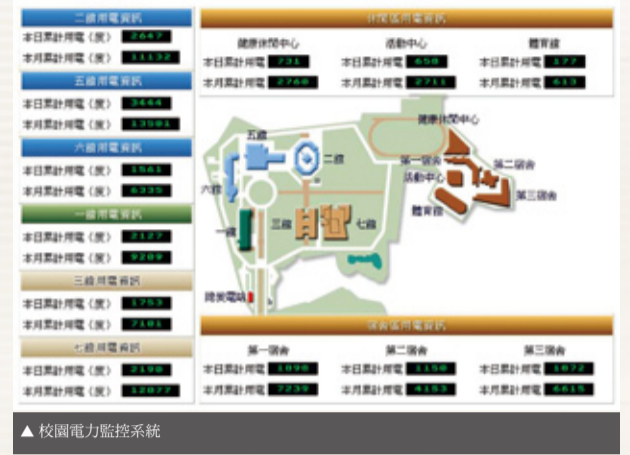 二館用電資訊
本日累計用電（度） 2647
本月累計用電（度） 11132
五館用電資訊
本日累計用電（度） 3444
本月累計用電（度） 13501
六館用電資訊
本日累計用電（度） 1561
本月累計用電（度） 6335
一館用電資訊
本日累計用電（度） 2127
本月累計用電（度） 9209
三館用電資訊
本日累計用電（度） 1753
本月累計用電（度） 7101
七館用電資訊
本日累計用電（度） 2190
本月累計用電（度） 12077
休閒區用電資訊
健康休閒中心 活動中心 體育館
本日累計用電 731 本日累計用電 650 本日累計用電 177
本月累計用電 2760 本月累計用電 2711 本月累計用電 613
健康休閒中心
五館
二館
第一宿舍
第二宿舍
活動中心
六館
第三宿舍
體育館
一館
三館
七館
宿舍區用電資訊
第一宿舍 第二宿舍 第三宿舍
本日累計用電 1090 本日累計用電 1150 本日累計用電 1072
本月累計用電 7239 本月累計用電 4153 本月累計用電 6615
▲ 校園電力監控系統